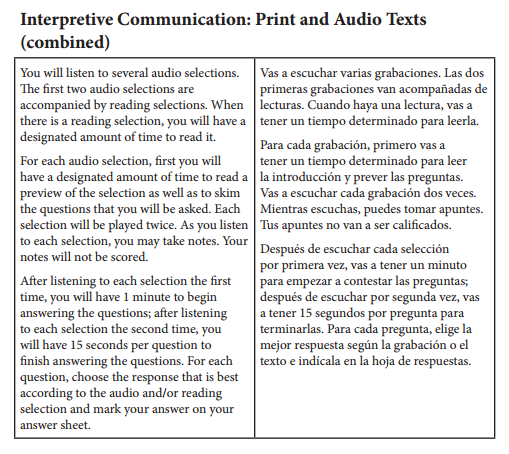 Interpretive Communication: Print and Audio Texts
(combined)
You will listen to several audio selections.
The first two audio selections are
accompanied by reading selections. When
there is a reading selection, you will have a
designated amount of time to read it.
For each audio selection, first you will
have a designated amount of time to read a
preview of the selection as well as to skim
the questions that you will be asked. Each
selection will be played twice. As you listen
to each selection, you may take notes. Your
notes will not be scored.
After listening to each selection the first
time, you will have 1 minute to begin
answering the questions; after listening
to each selection the second time, you
will have 15 seconds per question to
finish answering the questions. For each
question, choose the response that is best
according to the audio and/or reading
selection and mark your answer on your
answer sheet.
Vas a escuchar varias grabaciones. Las dos
primeras grabaciones van acompañadas de
lecturas. Cuando haya una lectura, vas a
tener un tiempo determinado para leerla.
Para cada grabación, primero vas a
tener un tiempo determinado para leer
la introducción y prever las preguntas.
Vas a escuchar cada grabación dos veces.
Mientras escuchas, puedes tomar apuntes.
Tus apuntes no van a ser calificados.
Después de escuchar cada selección
por primera vez, vas a tener un minuto
para empezar a contestar las preguntas;
después de escuchar por segunda vez, vas
a tener 15 segundos por pregunta para
terminarlas. Para cada pregunta, elige la
mejor respuesta según la grabación o el
texto e indícala en la hoja de respuestas.